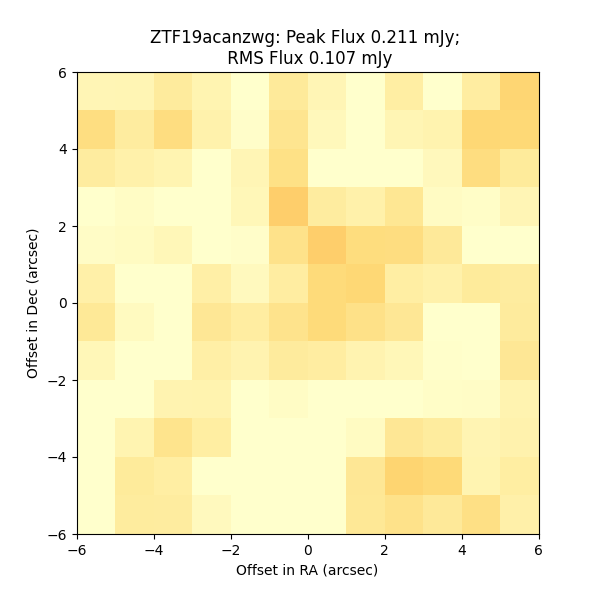 ZTF19acanzwg: Peak Flux 0.211 mJy;
RMS Flux 0.107 mJy
6
4
2
0
−2
−4
−6
Offset in Dec (arcsec)
−6 −4 −2 0 2 4 6
Offset in RA (arcsec)